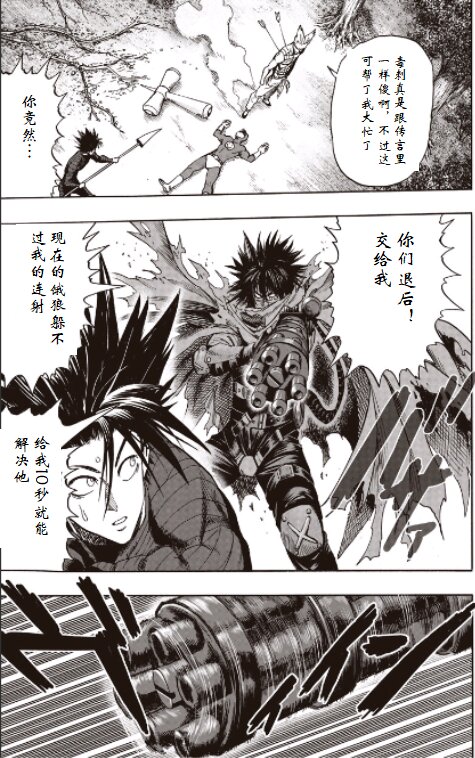 毒刺真是跟传言里
一样傻啊，不过这
可帮了我大忙了
你竟然…
你们退后！
交给我
现在的饿狼躲不
过我的连射
给我10秒就能
解决他